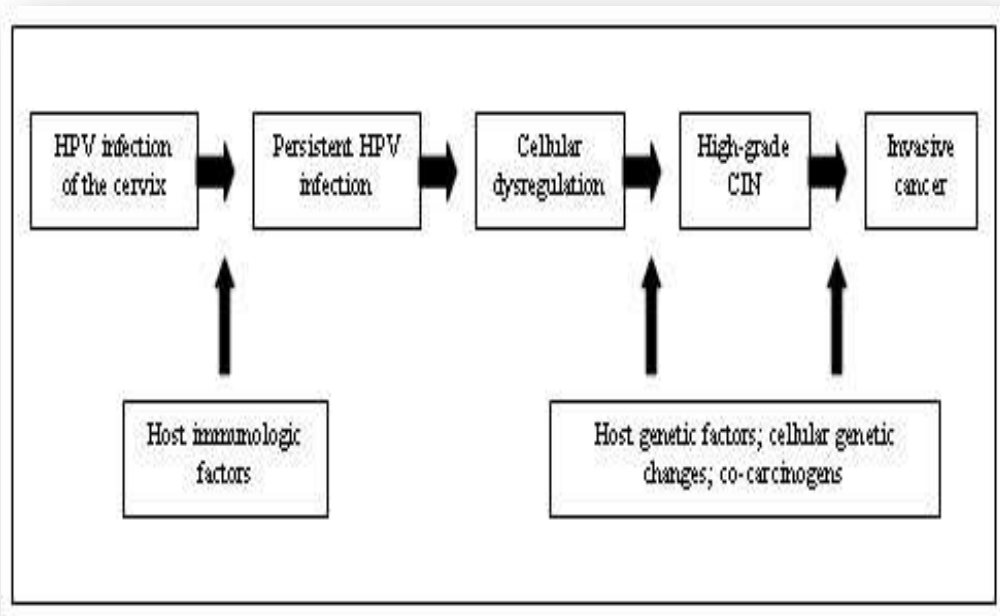 HPV infection
of the cervix
Persistent HPV
infection
Cellular
dysregulation
High-grade
CIN
Invasive
cancer
Host immunologic
factors
Host genetic factors; cellular genetic
changes; co-carcinogens